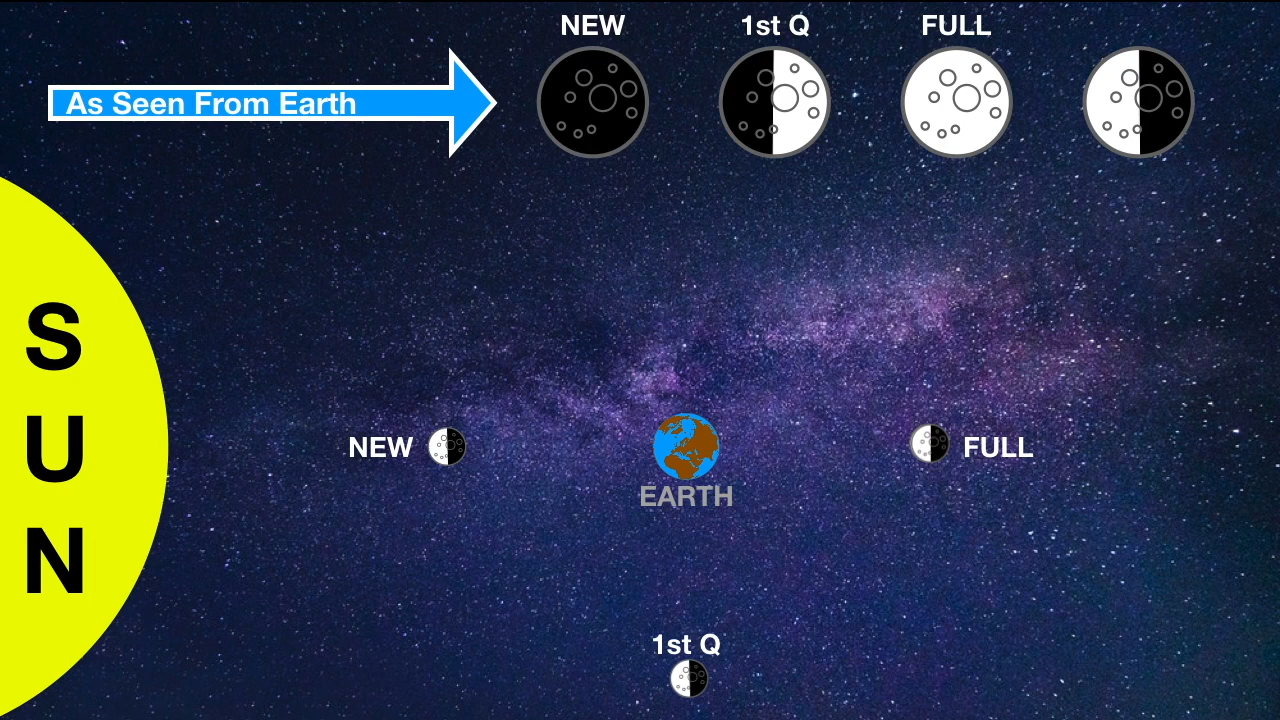 NEW
1st Q
FULL
As Seen From Earth
S
U
N
NEW
FULL
EARTH
1st Q